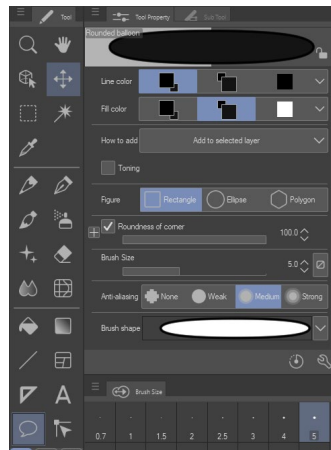 Tool
Tool Property
Sub Tool
Rounded balloon
Line color
Fill color
How to add
Add to selected layer
Toning
Figure
Rectangle
Ellipse
Polygon
Roundness of corner
100.0
Brush Size
5.0
Anti-aliasing
None
Weak
Medium
Strong
Brush shape
A
Brush Size
0.7 1 1.5 2 2.5 3 4 5